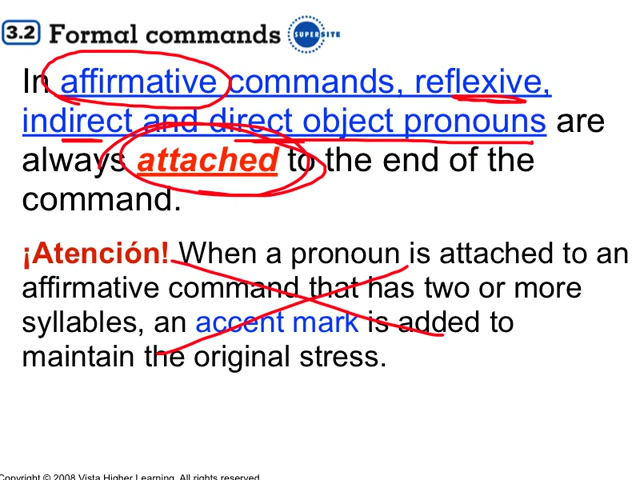 3.2 Formal commands SUPERSITE
In affirmative commands, reflexive,
indirect and direct object pronouns are
always attached to the end of the
command.
¡Atención! When a pronoun is attached to an
affirmative command that has two or more
syllables, an accent mark is added to
maintain the original stress.
Copyright © 2008 Vista Higher Learning. All rights reserved